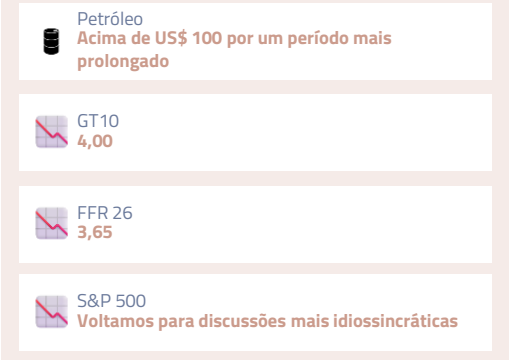 Petróleo
Acima de US$ 100 por um período mais
prolongado
GT10
4,00
FFR 26
3,65
S&P 500
Voltamos para discussões mais idiossincráticas